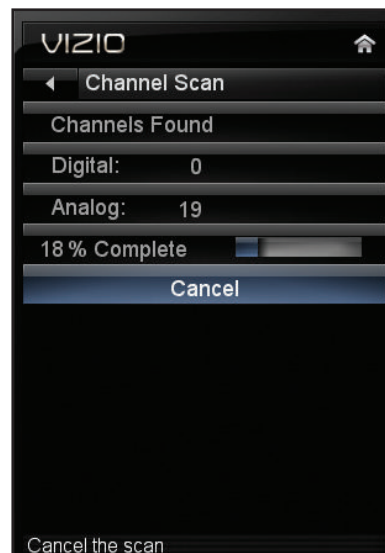 VIZIO
Channel Scan
Channels Found
Digital: 0
Analog: 19
18 % Complete
Cancel
Cancel the scan